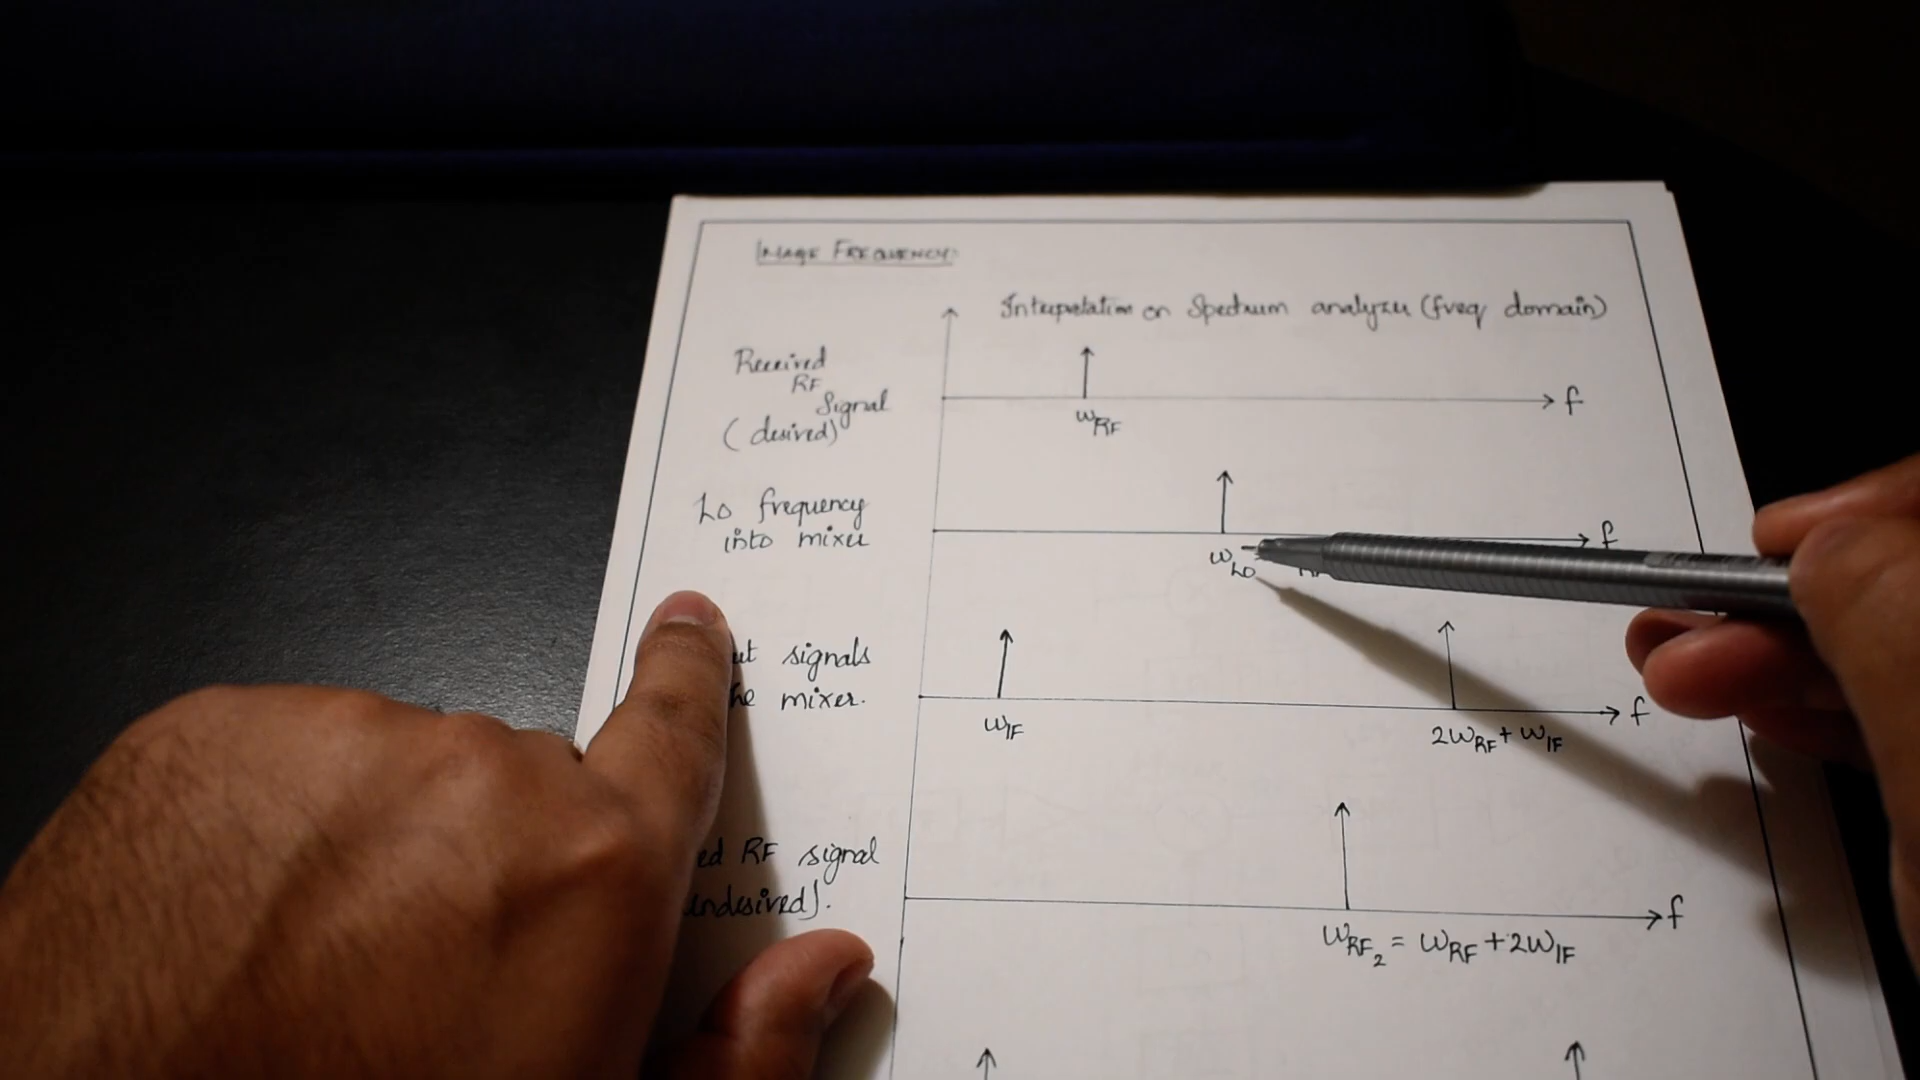 IMAGE FREQUENCY:
Interpretation on Spectrum analyzer (freq domain)
Received
RF
Signal
(desired)
f
ωRF
LO frequency
into mixer
f
ωLO
signals
mixer.
f
ωIF
2ωRF + ωIF
RF signal
f
ωRF2 = ωRF + 2ωIF